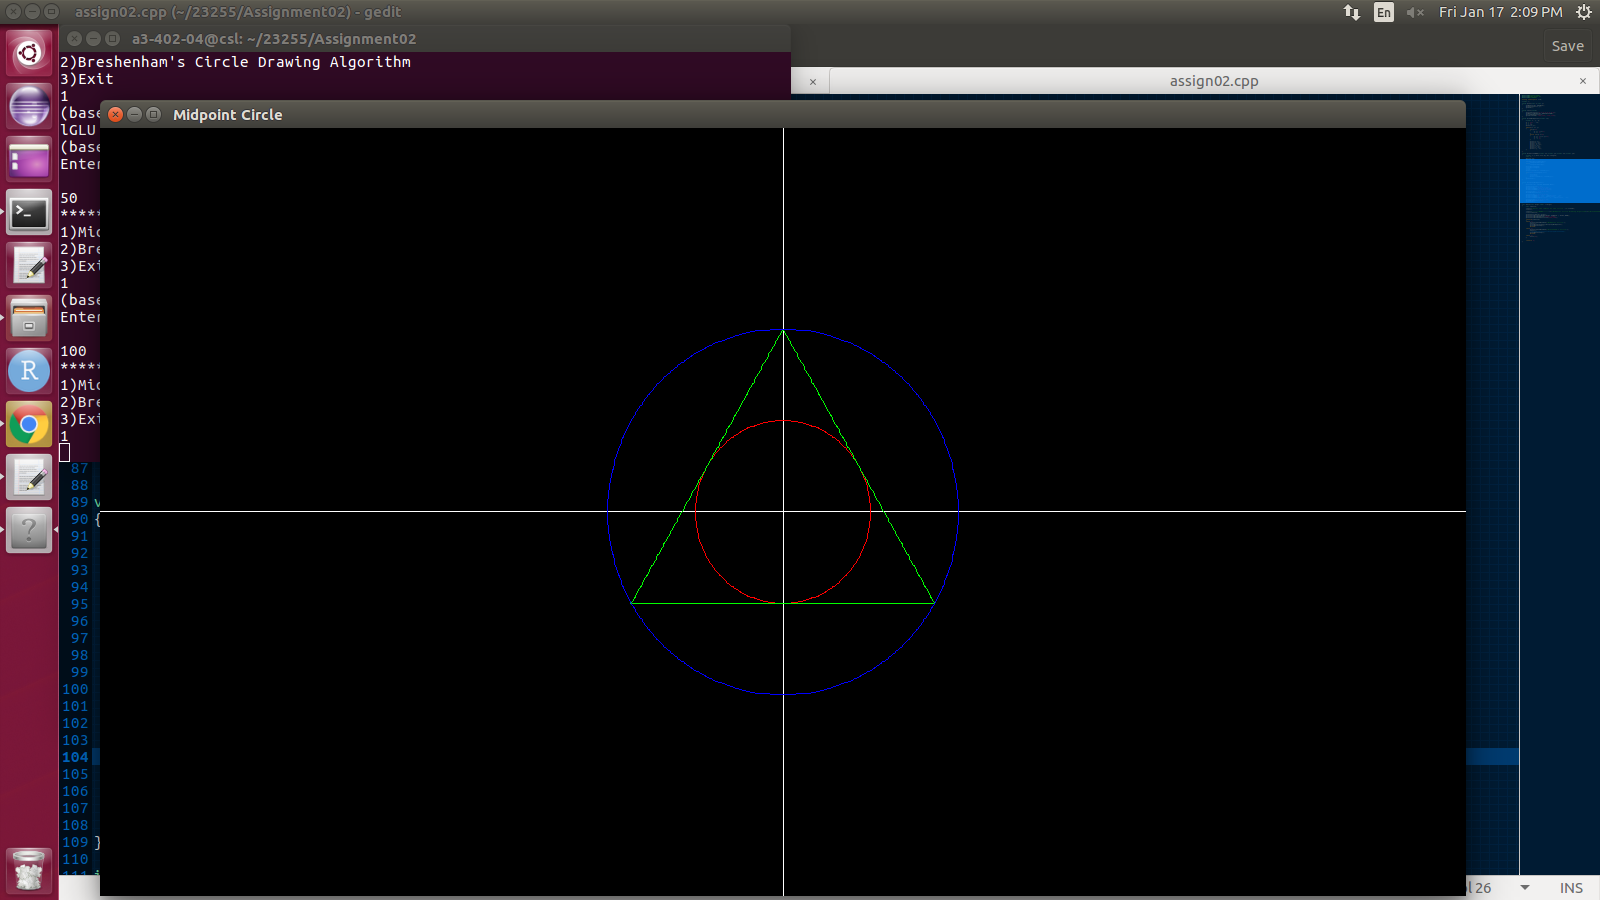 assign02.cpp (~/23255/Assignment02) - gedit
En
Fri Jan 17 2:09 PM
a3-402-04@csl: ~/23255/Assignment02
Save
assign02.cpp
2)Breshenham's Circle Drawing Algorithm
3)Exit
1
(base
lGLU
(base
Enter
50
*****
1)Mid
2)Bre
3)Exi
1
(base
Enter
100
*****
1)Mid
2)Bre
3)Exi
1
Midpoint Circle
R
87
88
89 v
90 {
91
92
93
94
95
96
97
98
99
100
101
102
103
104
105
106
107
108
109 }
110
26
INS